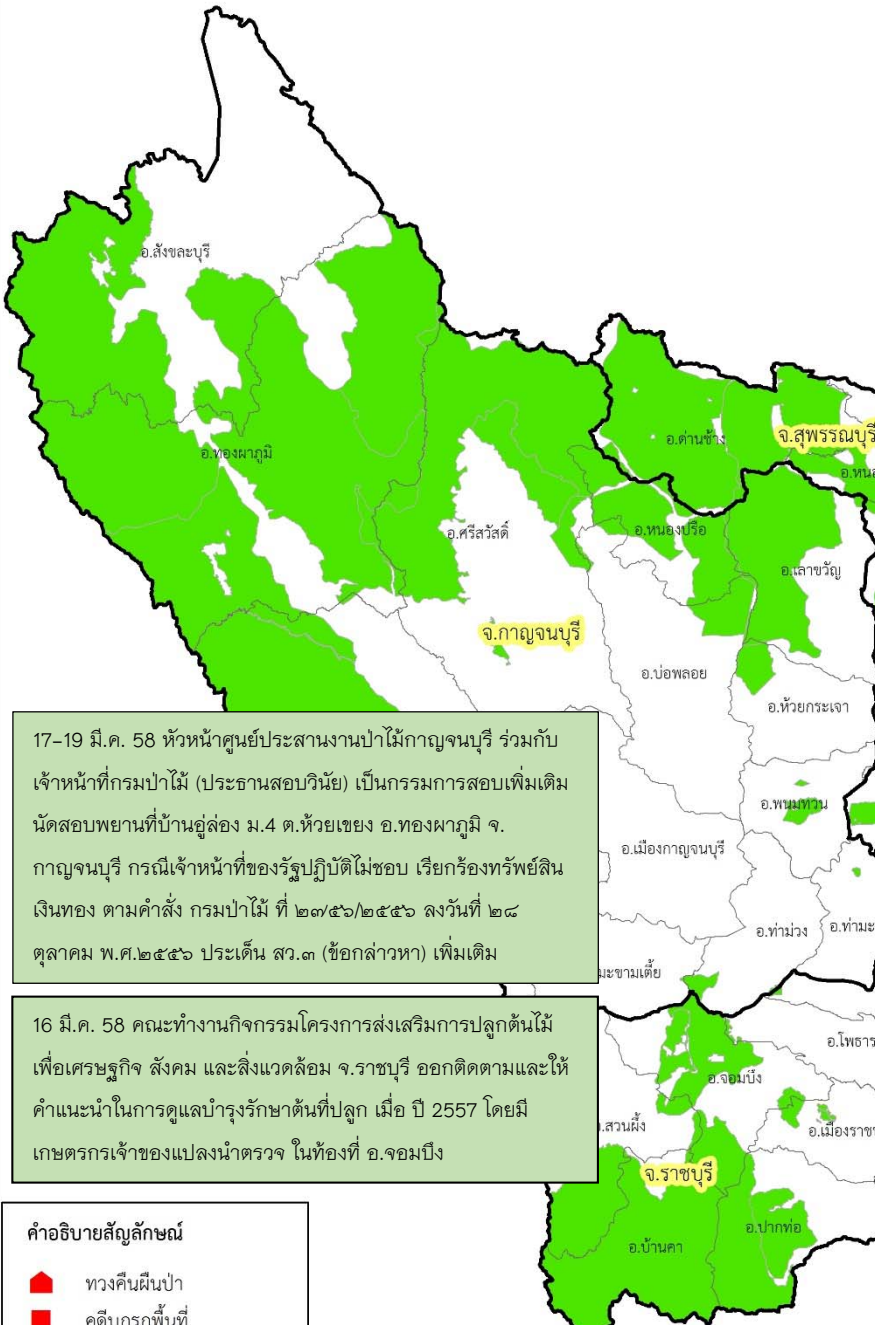 อ.สังขละบุรี
อ.ทองผาภูมิ
อ.ด่านช้าง
จ.สุพรรณบุรี
อ.ศรีสวัสดิ์
อ.หนองปรือ
อ.เลาขวัญ
จ.กาญจนบุรี
อ.บ่อพลอย
อ.ห้วยกระเจา
17-19 มี.ค. 58 หัวหน้าศูนย์ประสานงานป่าไม้กาญจนบุรี ร่วมกับ
เจ้าหน้าที่กรมป่าไม้ (ประธานสอบวินัย) เป็นกรรมการสอบเพิ่มเติม
นัดสอบพยานที่บ้านอู่ล่อง ม.4 ต.ห้วยเขยง อ.ทองผาภูมิ จ.
กาญจนบุรี กรณีเจ้าหน้าที่ของรัฐปฏิบัติไม่ชอบ เรียกร้องทรัพย์สิน
เงินทอง ตามคำสั่ง กรมป่าไม้ ที่ ๒๗๕๖/๒๕๕๖ ลงวันที่ ๒๘
ตุลาคม พ.ศ.๒๕๕๖ ประเด็น สว.๓ (ข้อกล่าวหา) เพิ่มเติม
อ.พนมทวน
อ.เมืองกาญจนบุรี
อ.ท่าม่วง
อ.ท่ามะ
มะขามเตี้ย
16 มี.ค. 58 คณะทำงานกิจกรรมโครงการส่งเสริมการปลูกต้นไม้
เพื่อเศรษฐกิจ สังคม และสิ่งแวดล้อม จ.ราชบุรี ออกติดตามและให้
คำแนะนำในการดูแลบำรุงรักษาต้นที่ปลูก เมื่อ ปี 2557 โดยมี
เกษตรกรเจ้าของแปลงนำตรวจ ในท้องที่ อ.จอมบึง
อ.โพธาร
อ.จอมบึง
.สวนผึ้ง
อ.เมืองราชบ
จ.ราชบุรี
อ.ปากท่อ
อ.บ้านคา
คำอธิบายสัญลักษณ์
ทวงคืนผืนป่า
คดีบุกรุกพื้นที่